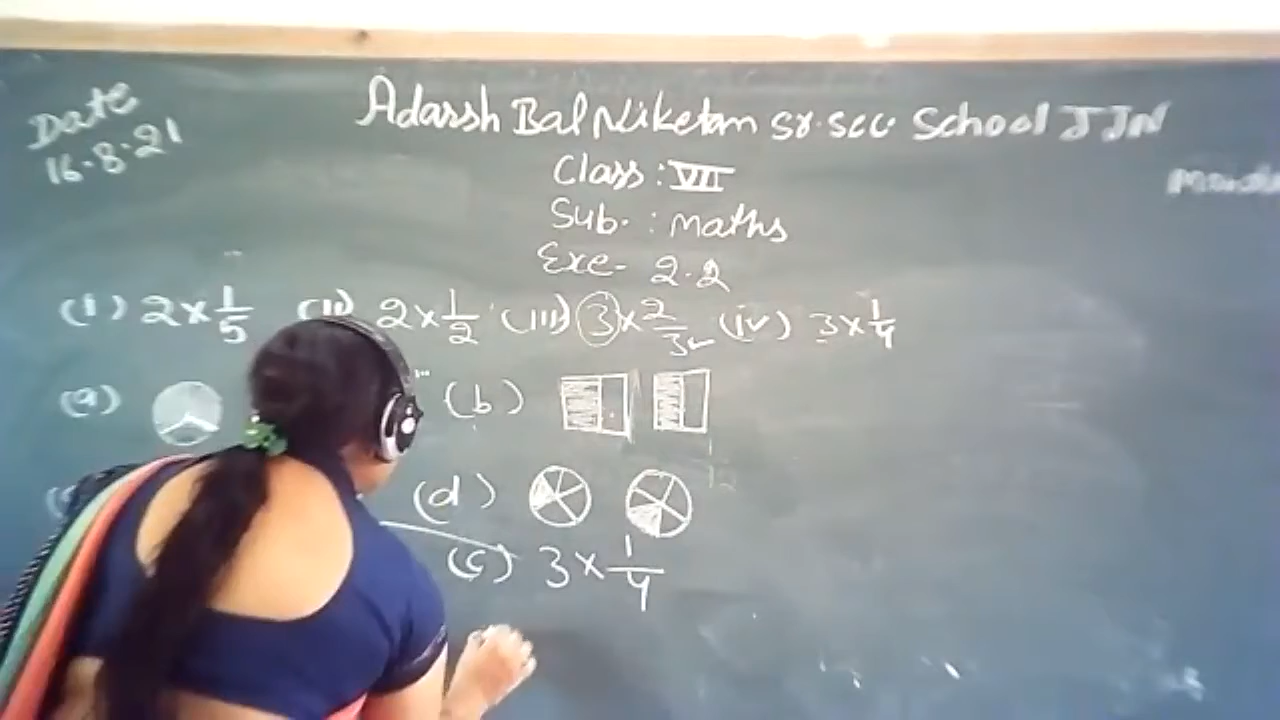 Date
16.8.21
Adarsh Bal Niketan Sr. Sec. School JJN
Class : VII
Sub. : Maths
Exe- 2.2
(i) 2 × 1/5 (ii) 2 × 1/2 (iii) 3 × 2/3 (iv) 3 × 1/4
(a) (b)
(d)
(c) 3 × 1/4